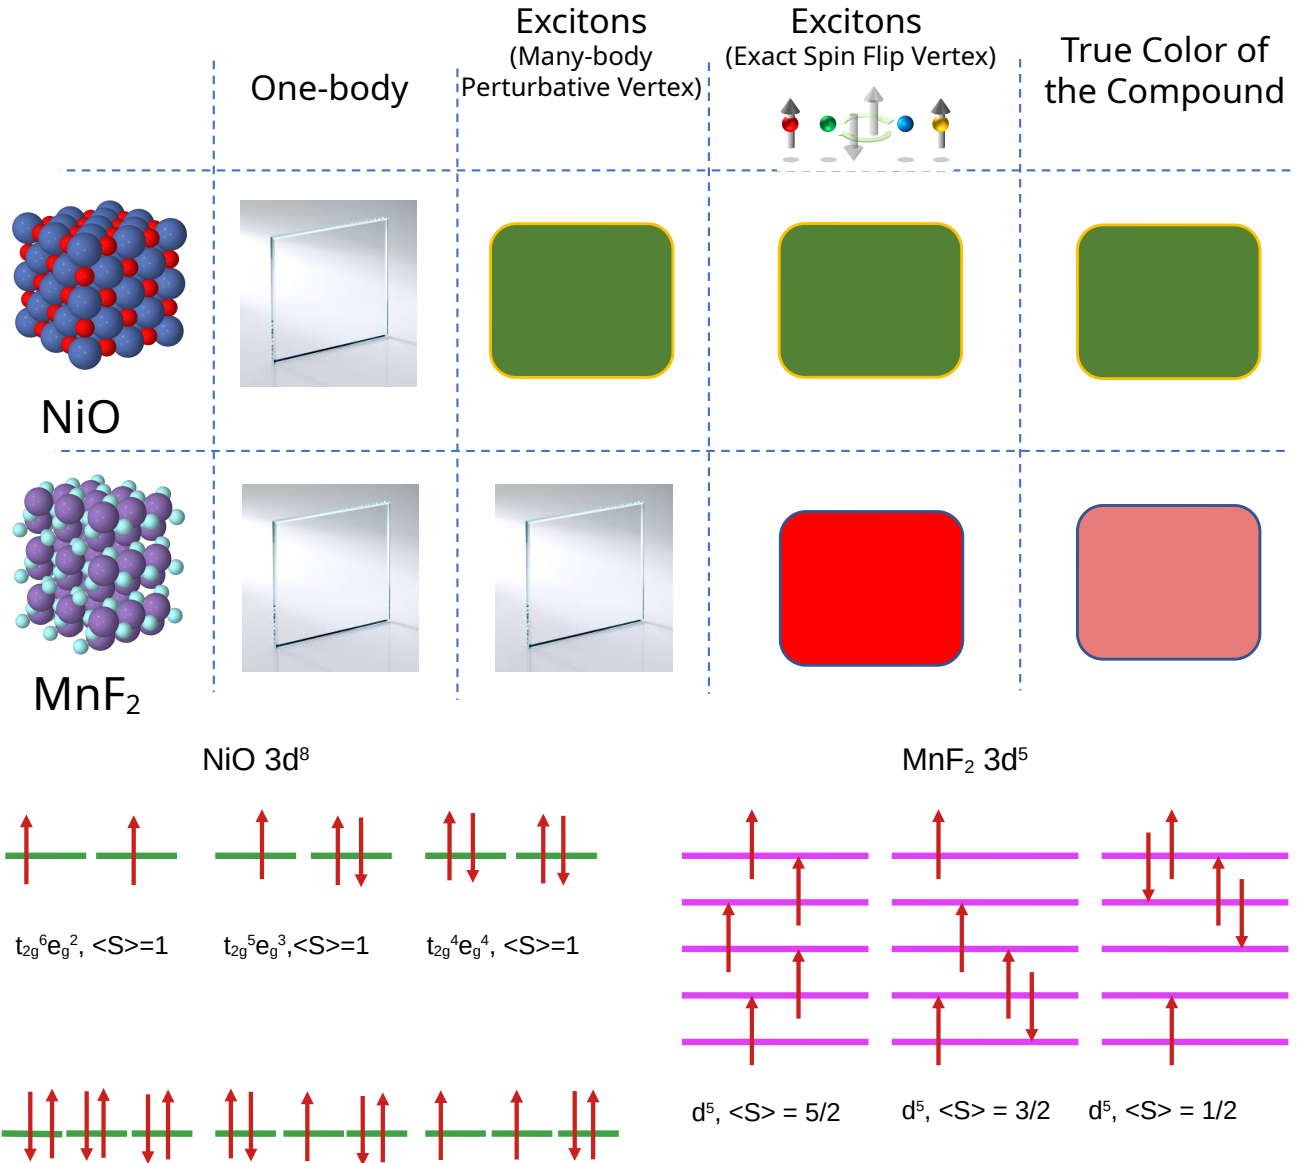 One-body
Excitons
(Many-body
Perturbative Vertex)
Excitons
(Exact Spin Flip Vertex)
True Color of
the Compound
NiO
MnF₂
NiO 3d⁸
MnF₂ 3d⁵
t₂g⁶eg², <S>=1
t₂g⁵eg³,<S>=1
t₂g⁴eg⁴, <S>=1
d⁵, <S> = 5/2
d⁵, <S> = 3/2
d⁵, <S> = 1/2